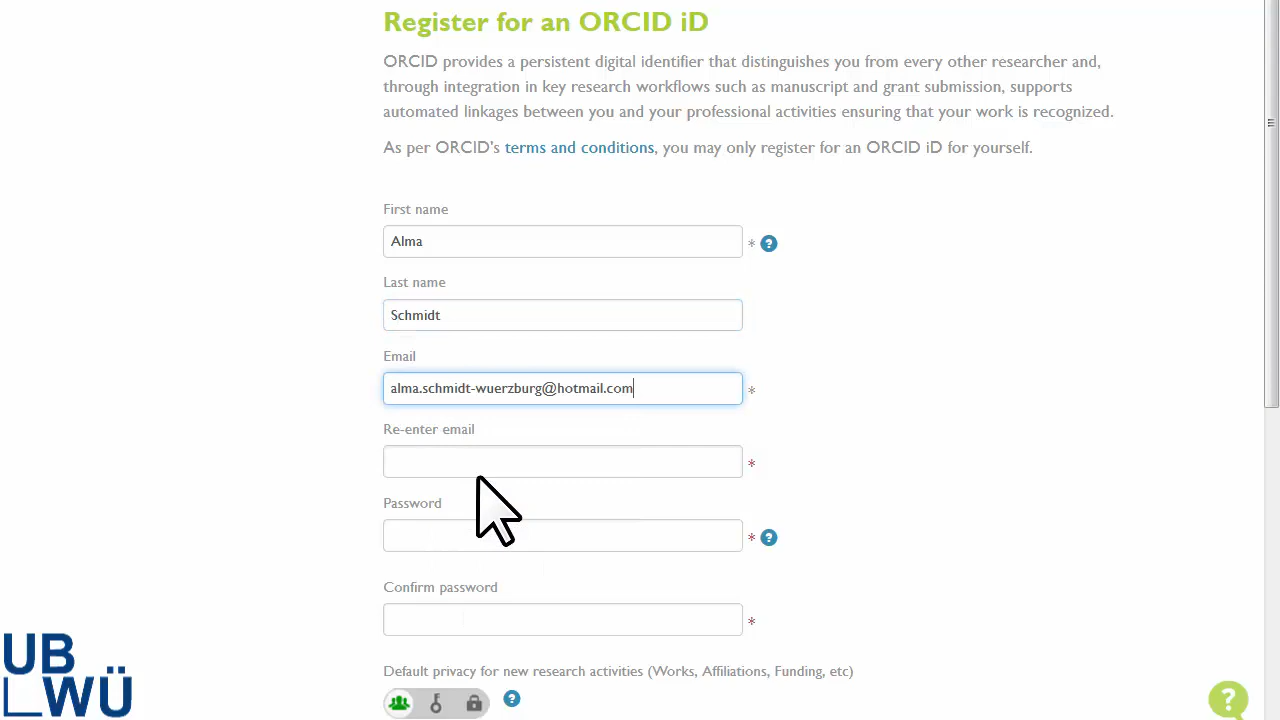 Register for an ORCID iD
ORCID provides a persistent digital identifier that distinguishes you from every other researcher and,
through integration in key research workflows such as manuscript and grant submission, supports
automated linkages between you and your professional activities ensuring that your work is recognized.
As per ORCID's terms and conditions, you may only register for an ORCID iD for yourself.
First name
Alma
* ?
Last name
Schmidt
Email
alma.schmidt-wuerzburg@hotmail.com
*
Re-enter email
*
Password
* ?
Confirm password
*
Default privacy for new research activities (Works, Affiliations, Funding, etc)
?
UB
WÜ
?